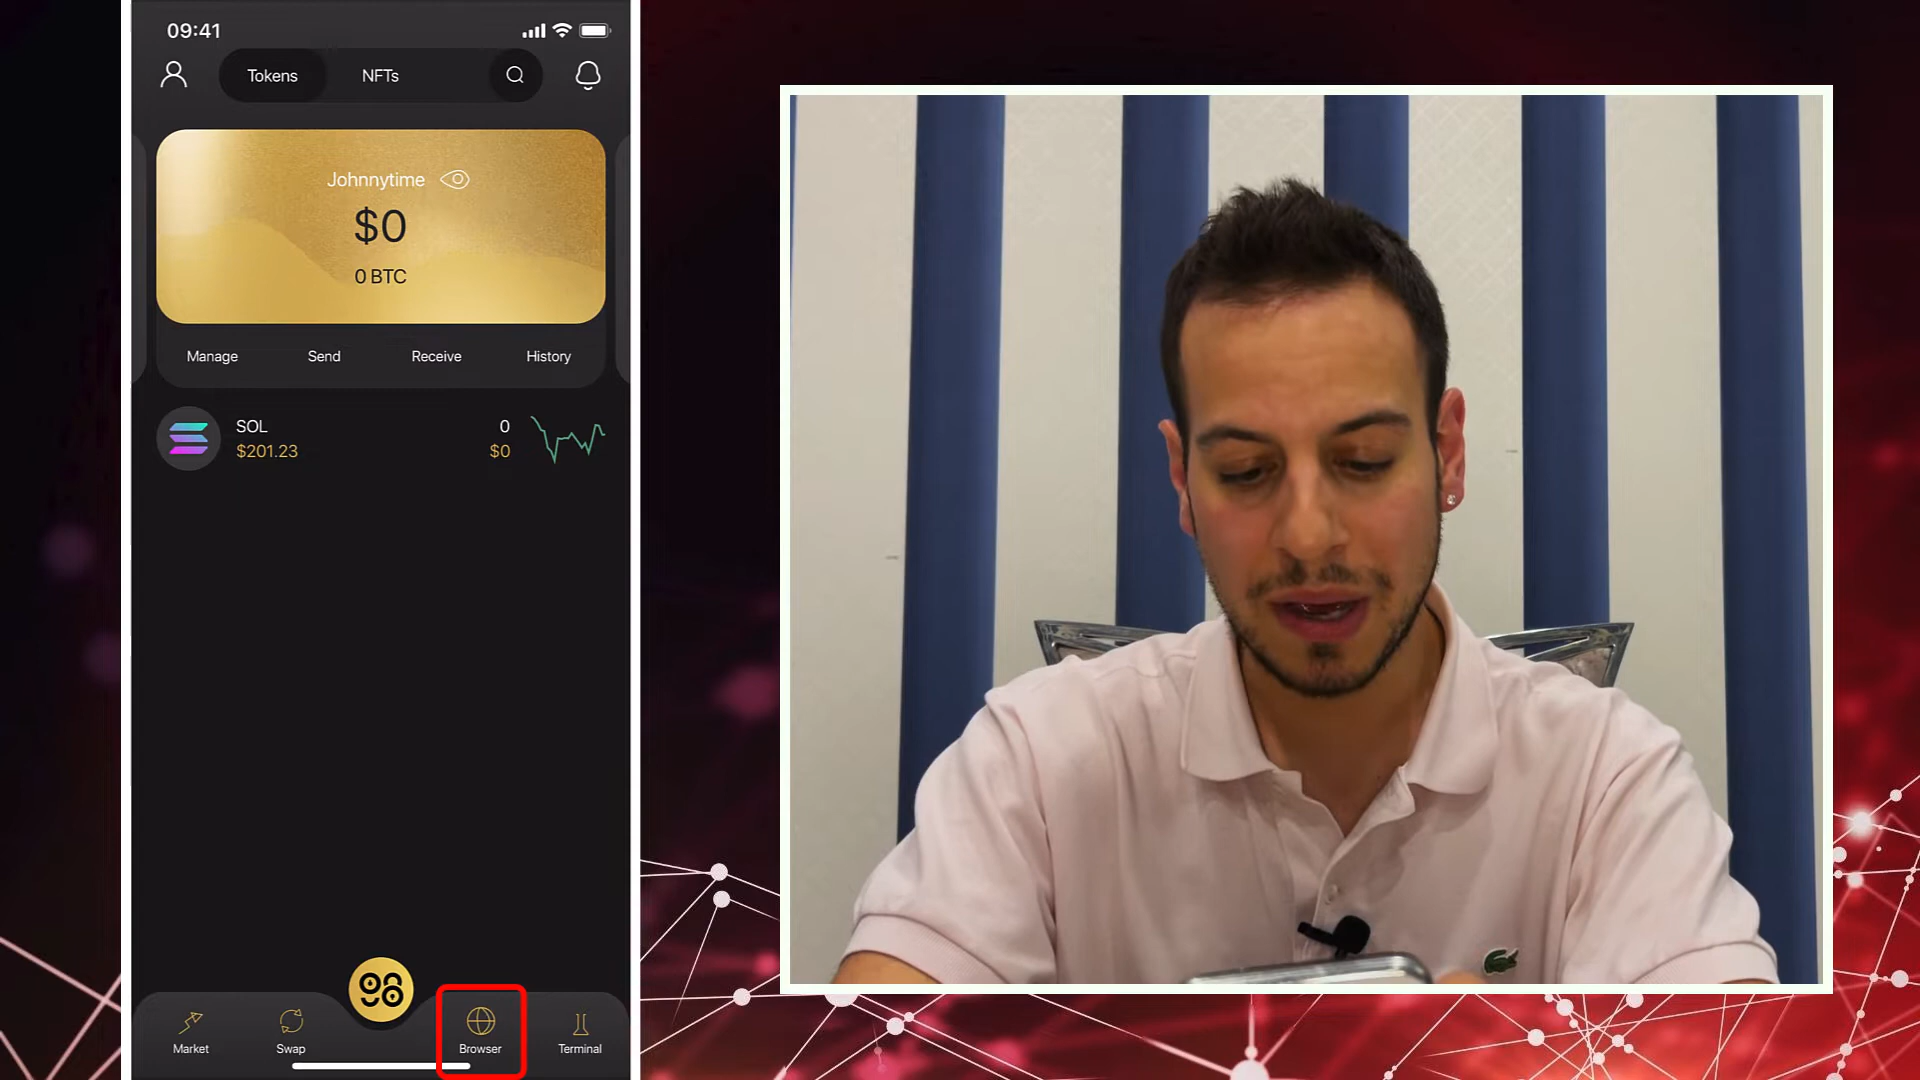 09:41
Tokens NFTs
Johnnytime
$0
0 BTC
Manage Send Receive History
SOL 0
$201.23 $0
98
Market Swap Browser Terminal